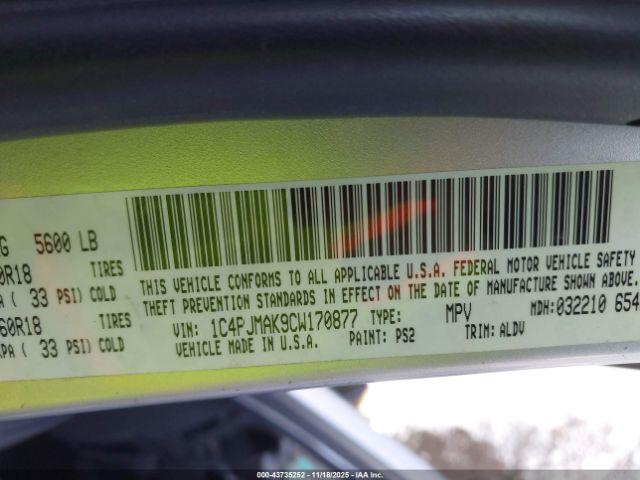 G 5600 LB
0R18 TIRES
PA ( 33 PSI) COLD
60R18 TIRES
KPA ( 33 PSI) COLD
THIS VEHICLE CONFORMS TO ALL APPLICABLE U.S.A. FEDERAL MOTOR VEHICLE SAFETY
THEFT PREVENTION STANDARDS IN EFFECT ON THE DATE OF MANUFACTURE SHOWN ABOVE.
VIN: 1C4PJMAK9CW170877 TYPE: MPV MDH:032210 654
VEHICLE MADE IN U.S.A. PAINT: PS2 TRIM: ALDV
000-43735252 — 11/18/2025 — IAA Inc.